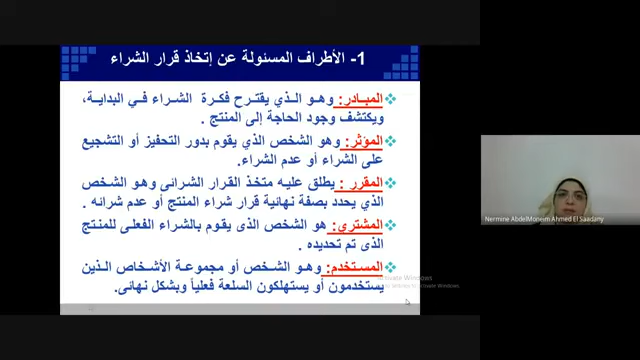 1- الأطراف المسئولة عن إتخاذ قرار الشراء
المبادر: وهو الذي يقترح فكرة الشراء في البداية،
ويكتشف وجود الحاجة إلى المنتج .
المؤثر: وهو الشخص الذي يقوم بدور التحفيز أو التشجيع
على الشراء أو عدم الشراء.
المقرر : يطلق عليه متخذ القرار الشرائى وهو الشخص
الذي يحدد بصفة نهائية قرار شراء المنتج أو عدم شرائه .
المشتري: هو الشخص الذى يقوم بالشراء الفعلى للمنتج
الذى تم تحديده .
المستخدم: وهو الشخص أو مجموعة الأشخاص الذين
يستخدمون أو يستهلكون السلعة فعلياً وبشكل نهائى.
Activate Windows
Activate Windows.
Nermine AbdelMoneim Ahmed El Saadany